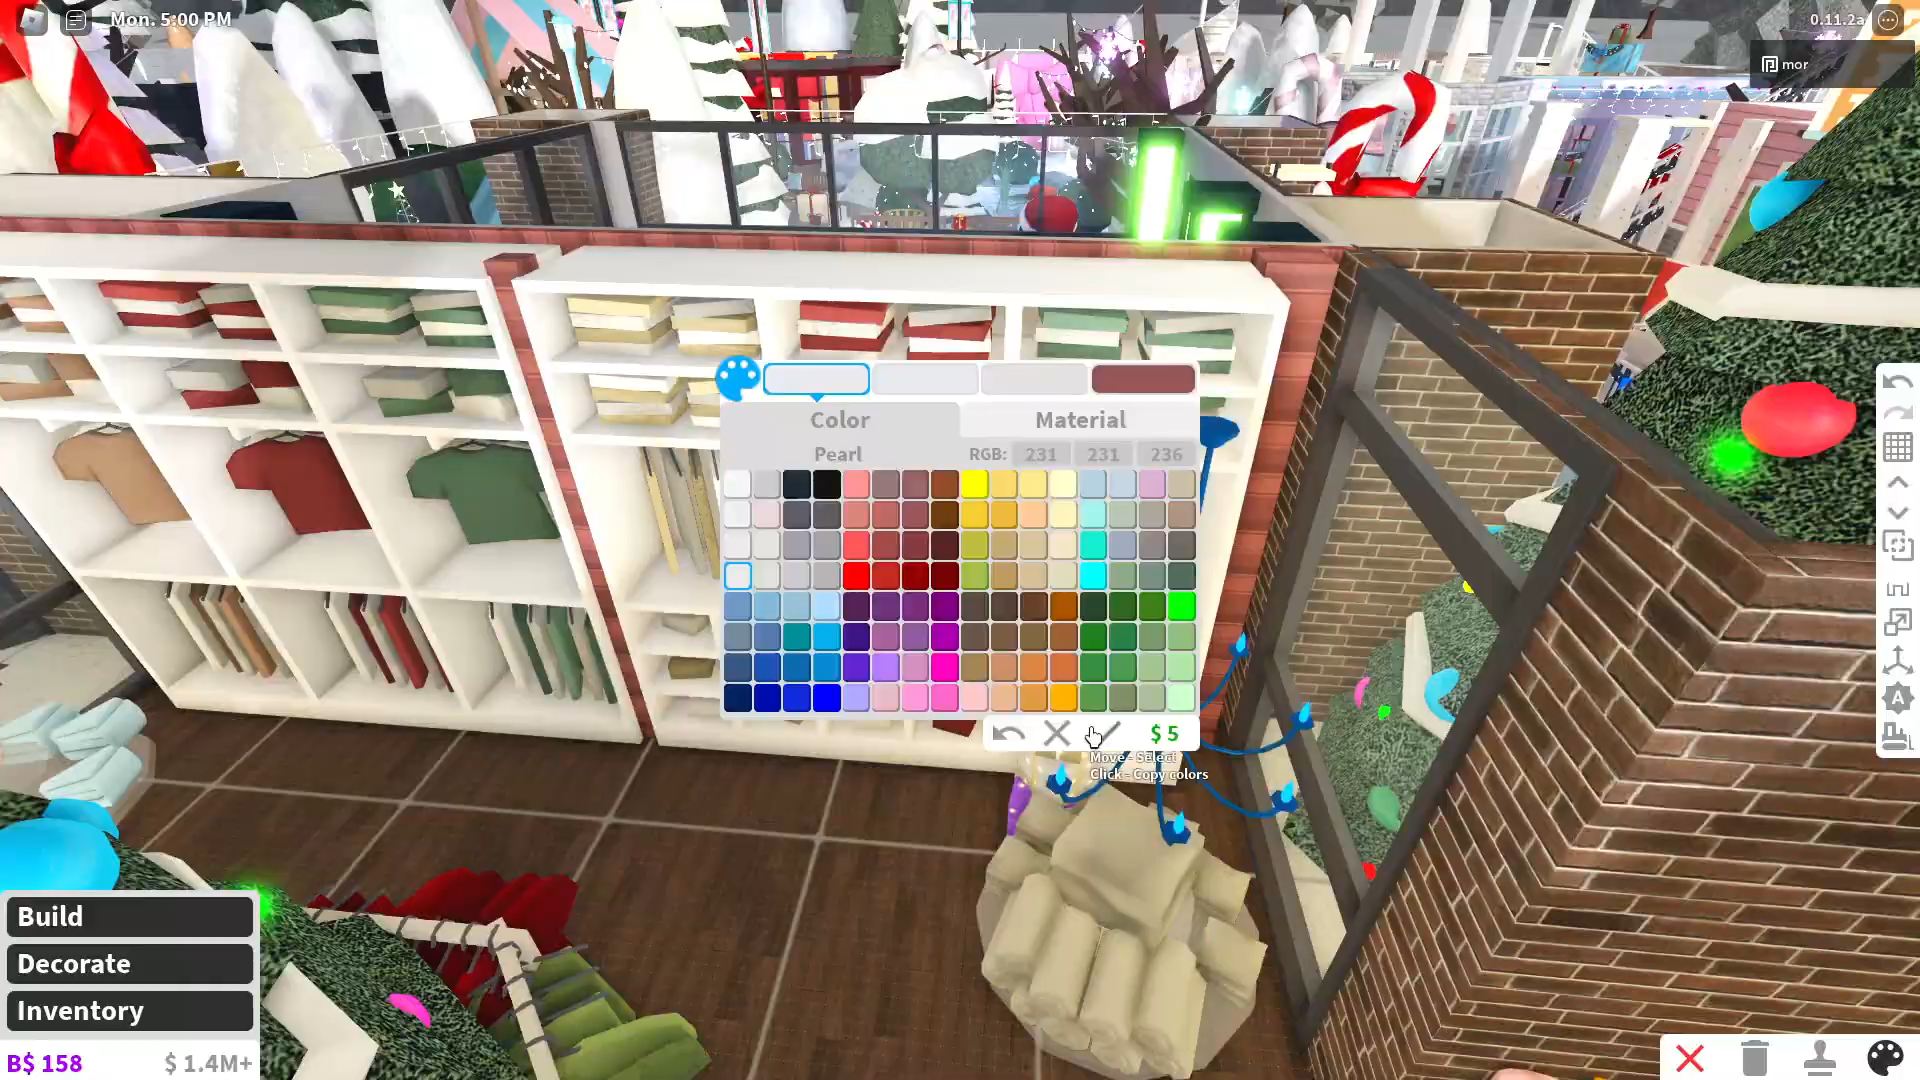 Mon. 5:00 PM
0.11.2a
mor
Color
Material
Pearl
RGB:
231
231
236
$ 5
Move - Select
Click - Copy colors
Build
Decorate
Inventory
B$ 158
$ 1.4M+
A